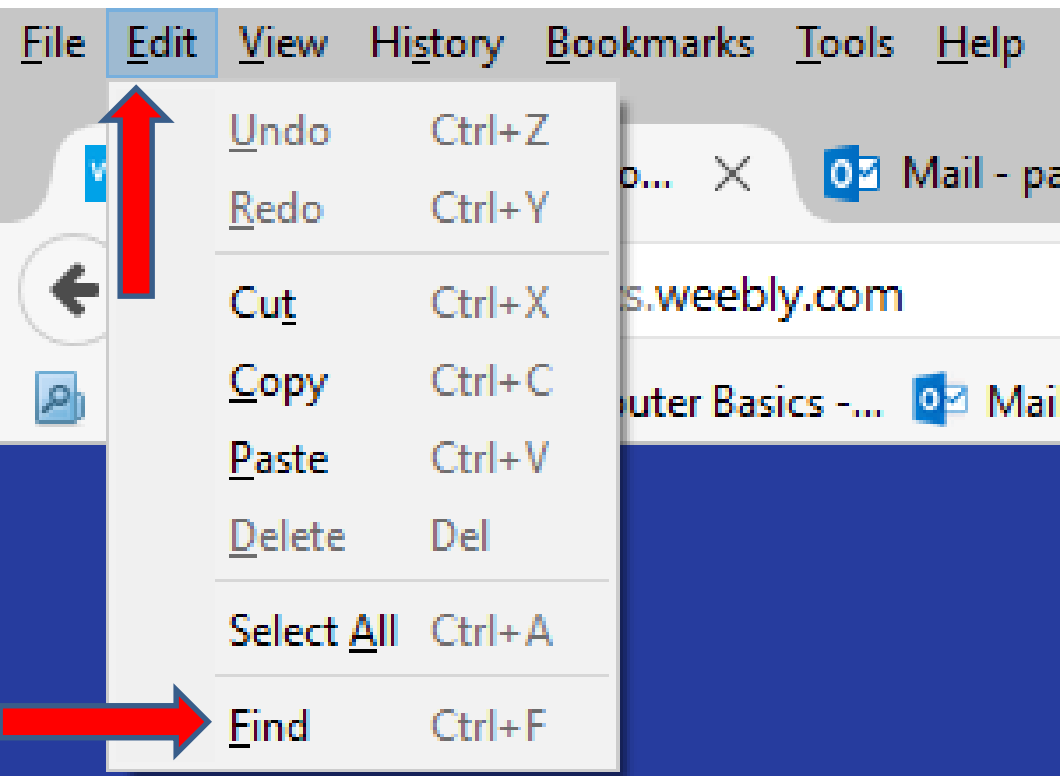 File Edit View History Bookmarks Tools Help
Undo Ctrl+Z
o... Mail - pa
Redo Ctrl+Y
Cut Ctrl+X
s.weebly.com
Copy Ctrl+C
uter Basics -... Mai
Paste Ctrl+V
Delete Del
Select All Ctrl+A
Find Ctrl+F